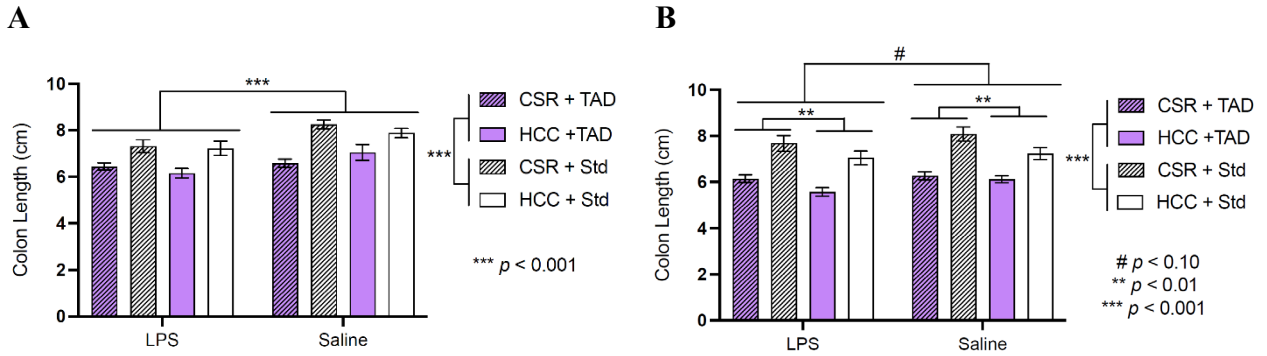 A
Colon Length (cm)
10
8
6
4
2
0
***
LPS
Saline
***
CSR + TAD
HCC +TAD
CSR + Std
HCC + Std
*** p < 0.001
B
Colon Length (cm)
10
8
6
4
2
0
#
**
**
LPS
Saline
***
CSR + TAD
HCC +TAD
CSR + Std
HCC + Std
# p < 0.10
** p < 0.01
*** p < 0.001